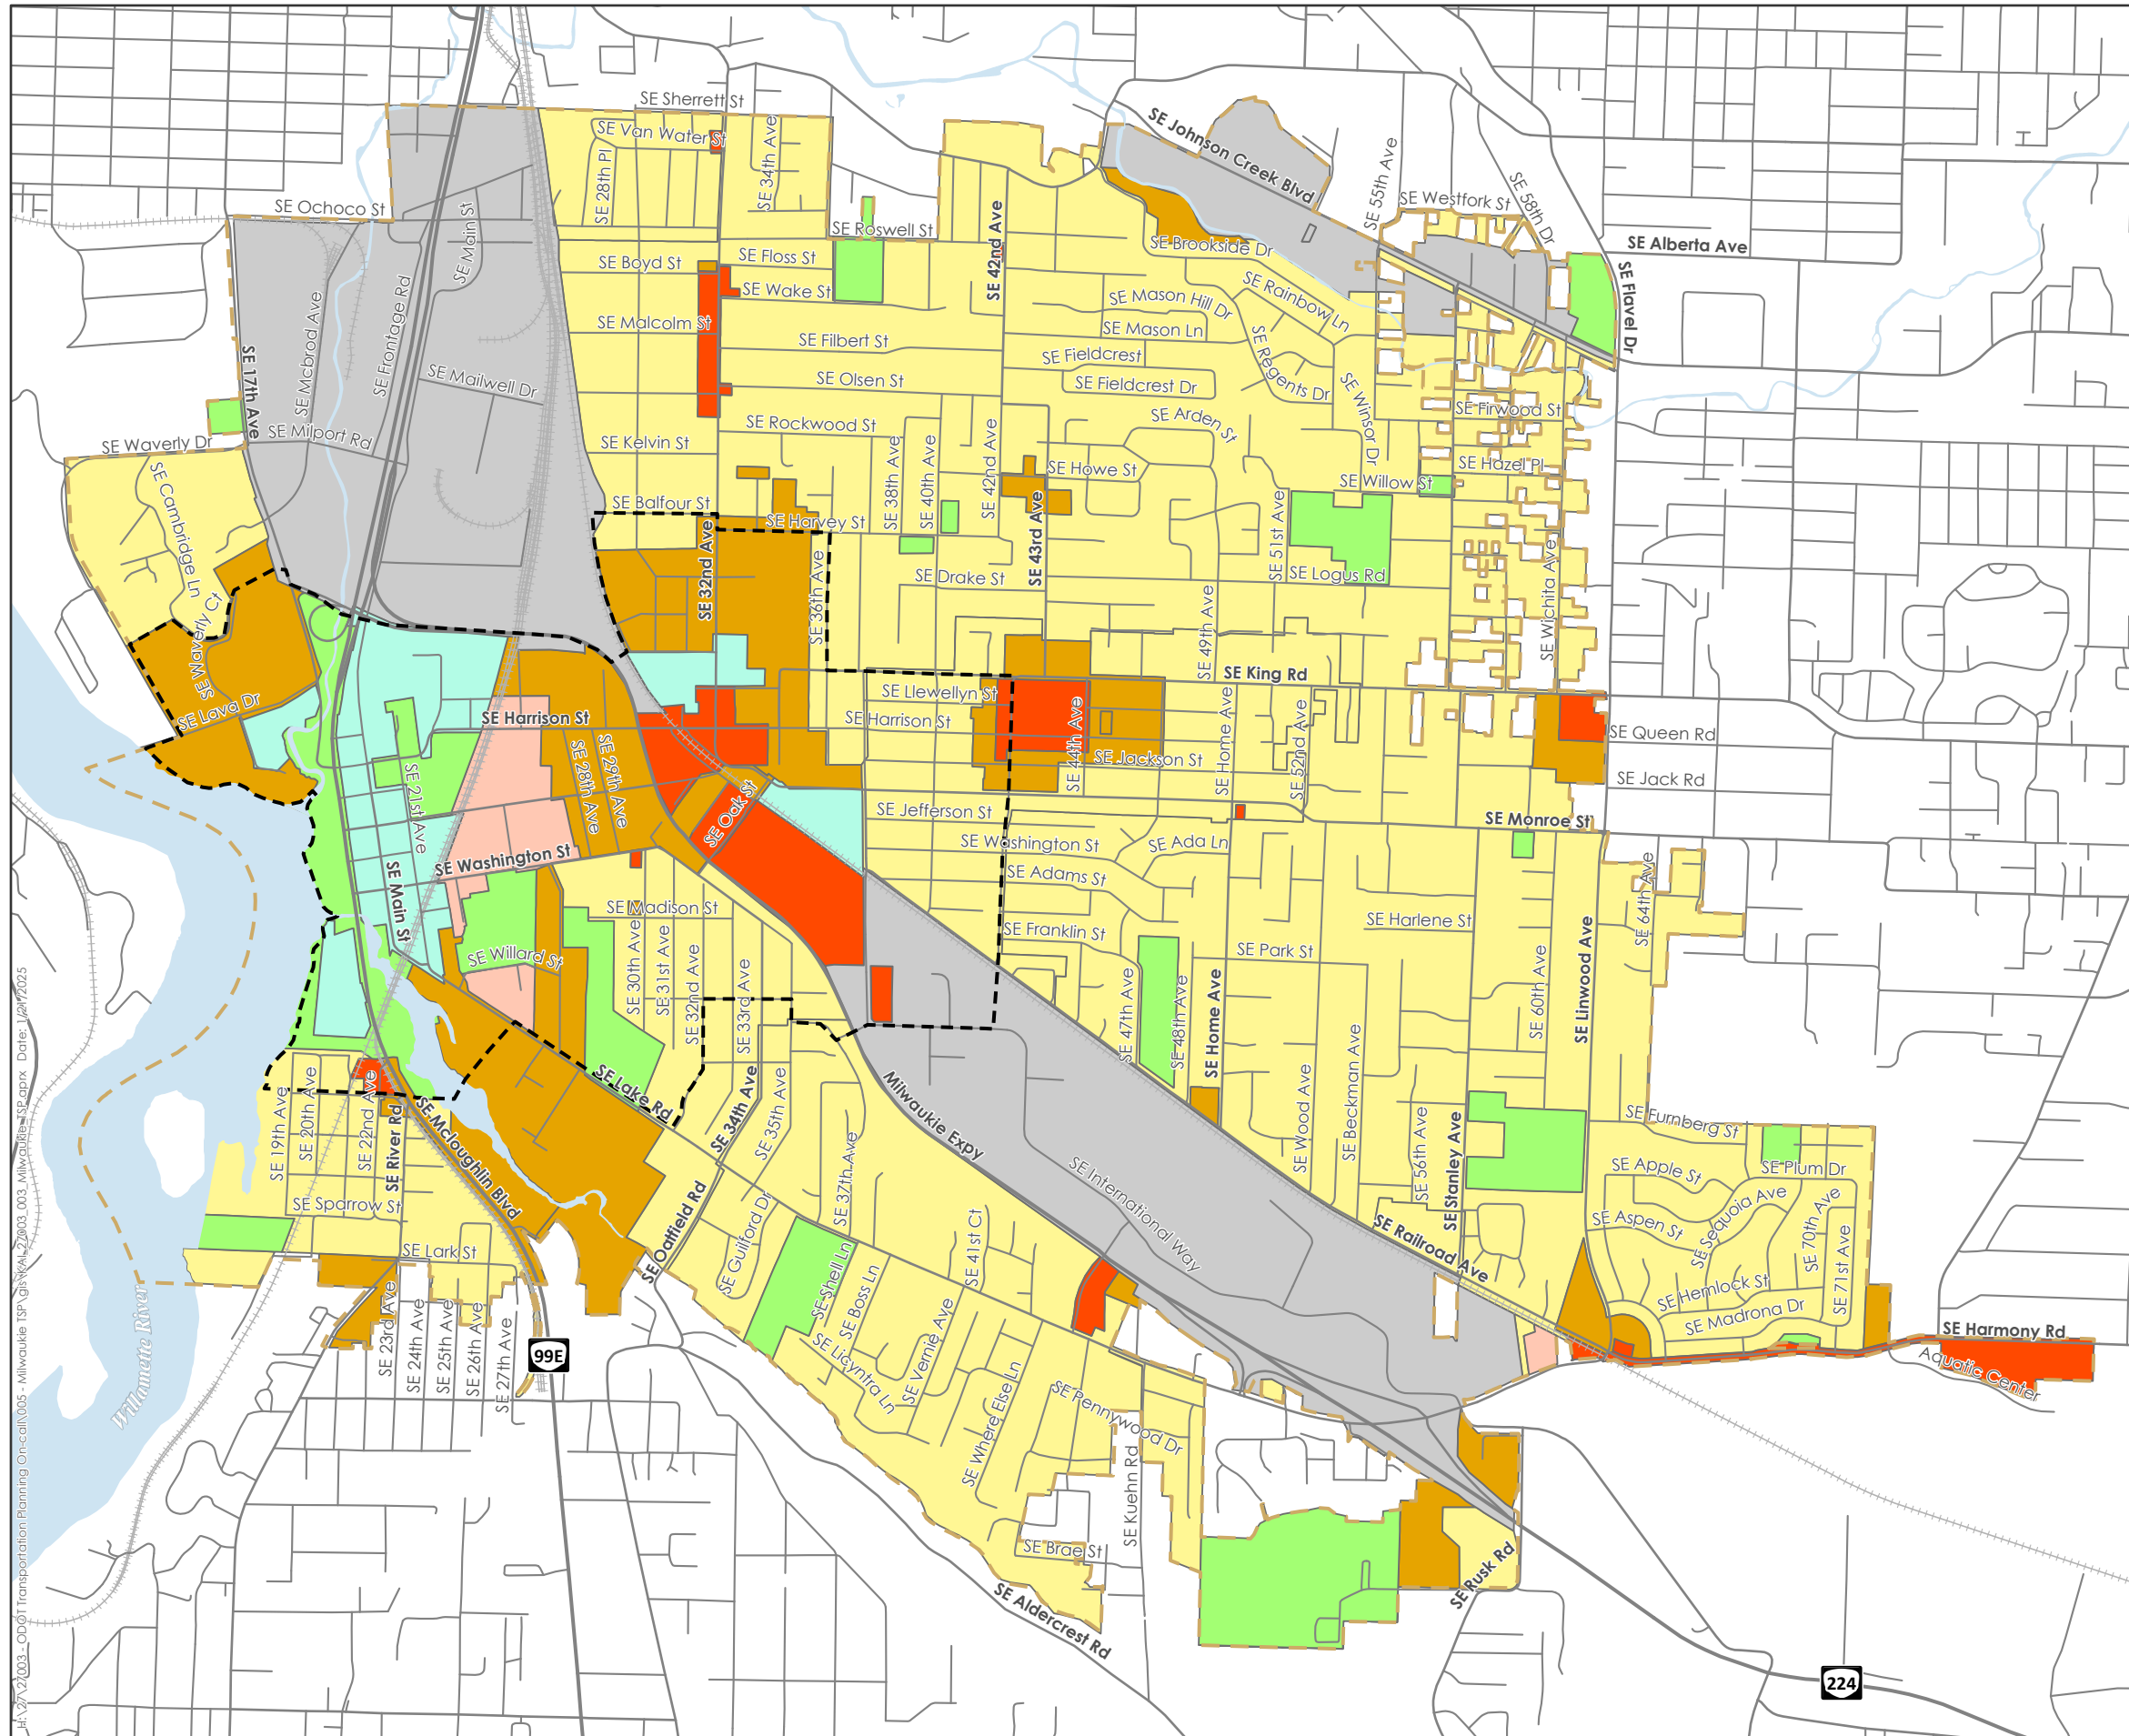 SE Sherrett St
SE Van Water St
SE 28th Pl
SE 34th Ave
SE Johnson Creek Blvd
SE 55th Ave
SE Westfork St
SE 58th Dr
SE Ochoco St
SE Main St
SE Roswell St
SE 42nd Ave
SE Brookside Dr
SE Alberta Ave
SE Boyd St
SE Floss St
SE Wake St
SE Rainbow Ln
SE Flavel Dr
SE Mcbrod Ave
SE Frontage Rd
SE Malcolm St
SE Mason Hill Dr
SE Mason Ln
SE Filbert St
SE Fieldcrest
SE Regents Dr
SE 17th Ave
SE Mailwell Dr
SE Olsen St
SE Fieldcrest Dr
SE Winsor Dr
SE Firwood St
SE Waverly Dr
SE Milport Rd
SE Kelvin St
SE Rockwood St
SE Arden St
SE Cambridge Ln
SE 38th Ave
SE 40th Ave
SE 42nd Ave
SE Howe St
SE Hazel Pl
SE Willow St
SE Balfour St
SE Harvey St
SE 32nd Ave
SE 43rd Ave
SE 51st Ave
SE Logus Rd
SE Drake St
SE 36th Ave
SE 49th Ave
SE Wichita Ave
SE Waverly Ct
SE Lava Dr
SE King Rd
SE Llewellyn St
SE Harrison St
SE Harrison St
SE 28th Ave
SE 29th Ave
SE 44th Ave
SE Home Ave
SE 52nd Ave
SE Queen Rd
SE Jackson St
SE Jack Rd
SE 21st Ave
SE Oak St
SE Jefferson St
SE Monroe St
SE Washington St
SE Washington St
SE Ada Ln
SE Adams St
SE Main St
SE 64th Ave
SE Madison St
SE Harlene St
SE Franklin St
SE Park St
SE Willard St
SE 30th Ave
SE 31st Ave
SE 32nd Ave
SE 33rd Ave
SE 47th Ave
SE 48th Ave
SE Home Ave
SE 60th Ave
SE Linwood Ave
SE Lake Rd
SE 34th Ave
SE 35th Ave
Milwaukie Expy
SE 19th Ave
SE 20th Ave
SE 22nd Ave
SE River Rd
SE Mcloughlin Blvd
SE 37th Ave
SE Wood Ave
SE Beckman Ave
SE 56th Ave
SE Stanley Ave
SE Furnberg St
SE Apple St
SE Plum Dr
SE International Way
SE Sparrow St
SE Oatfield Rd
SE Guilford Dr
SE Shell Ln
SE 41st Ct
SE Aspen St
SE Sequoia Ave
SE 70th Ave
SE 71st Ave
SE Railroad Ave
SE Lark St
SE Boss Ln
SE Hemlock St
SE Madrona Dr
SE 23rd Ave
SE 24th Ave
SE 25th Ave
SE 26th Ave
SE 27th Ave
99E
SE Licyntra Ln
SE Vernie Ave
SE Where Else Ln
SE Pennywood Dr
SE Harmony Rd
Aquatic Center
Willamette River
SE Kuehn Rd
SE Brae St
SE Aldercrest Rd
SE Rusk Rd
224
H:\27\27003 - ODOT Transportation Planning On-call\005 - Milwaukie TSP\gis\KAI_27003_003_Milwaukie_TSP.aprx Date: 1/21/2025